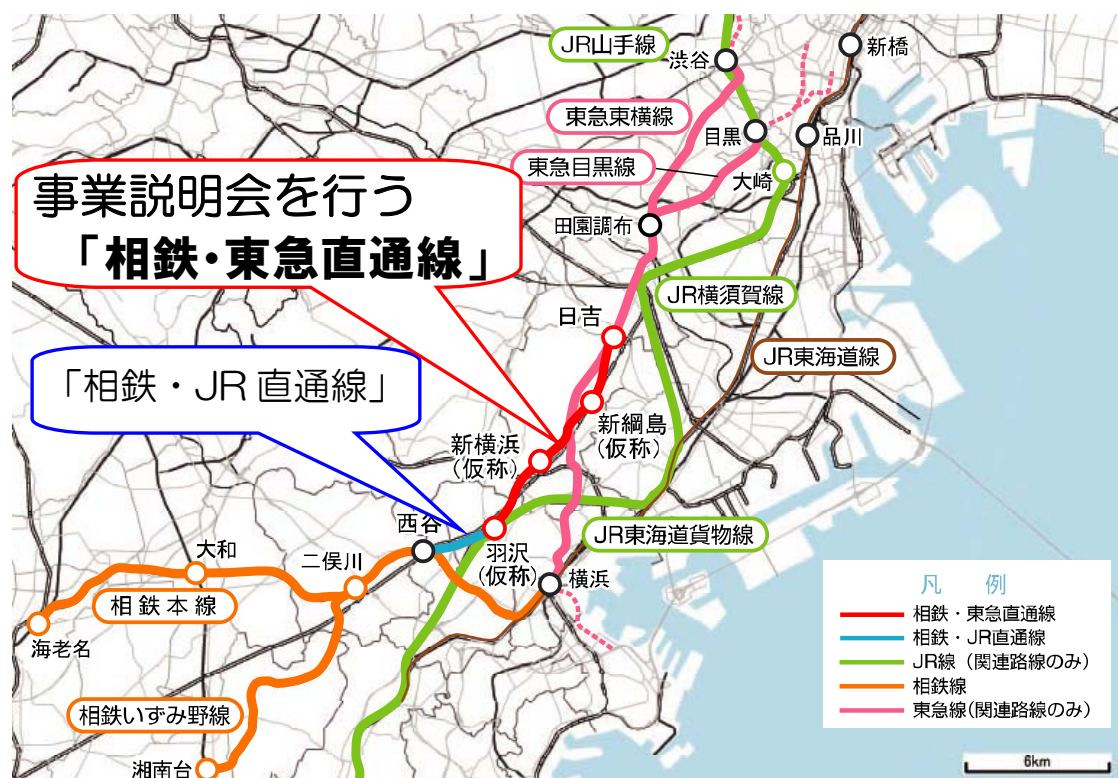 JR山手線
渋谷
新橋
東急東横線
目黒
品川
東急目黒線
大崎
事業説明会を行う
「相鉄・東急直通線」
田園調布
JR横須賀線
日吉
JR東海道線
「相鉄・JR 直通線」
新綱島
(仮称)
新横浜
(仮称)
西谷
羽沢
(仮称)
JR東海道貨物線
大和
二俣川
横浜
相鉄本線
海老名
相鉄いずみ野線
湘南台
凡　例
相鉄・東急直通線
相鉄・JR直通線
JR線（関連路線のみ）
相鉄線
東急線(関連路線のみ)
6km